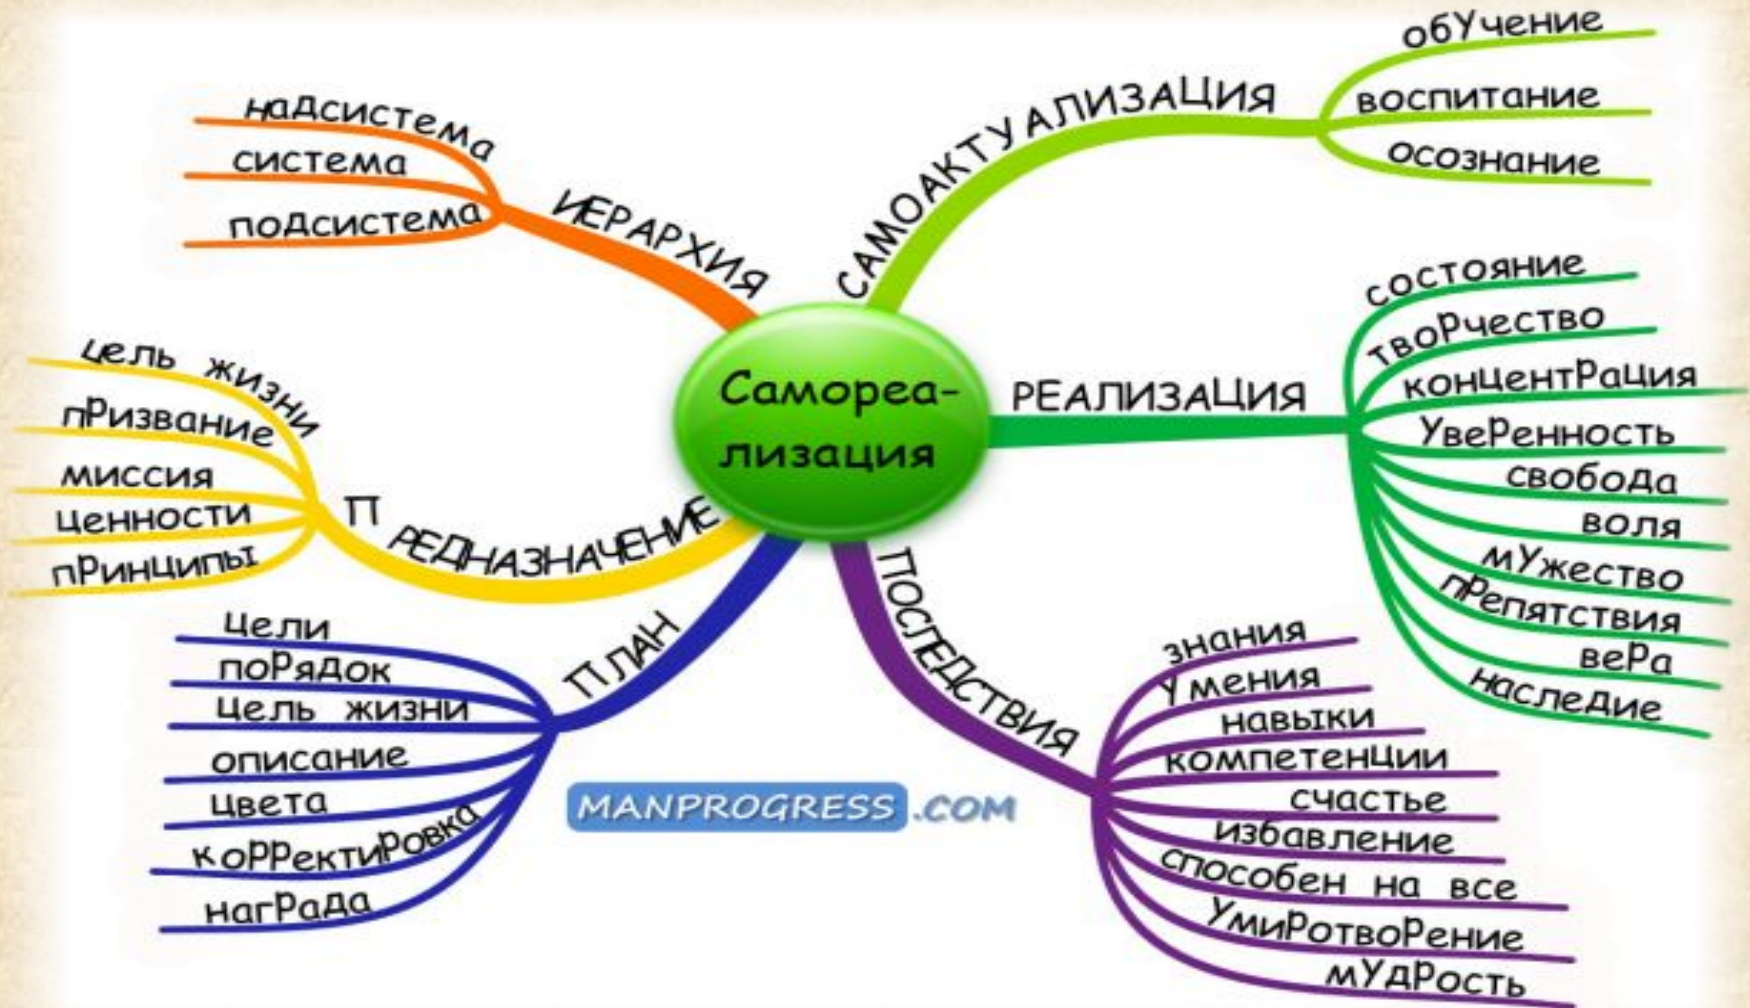 Самореа-
лизация
САМОАКТУАЛИЗАЦИЯ
обУчение
воспитание
осознание
РЕАЛИЗАЦИЯ
состояние
твоРчество
конЦентРаЦия
УвеРенность
свобоДа
воля
мУжество
пРепятствия
веРа
наслеДие
ПОСЛЕДСТВИЯ
знания
Умения
навыки
компетенЦии
счастье
избавление
способен на все
УмиРотвоРение
мУдРость
ПЛАН
Цели
поРяДок
Цель жизни
описание
Цвета
коРРектиРовка
нагРаДа
ПРЕДНАЗНАЧЕНИЕ
Цель жизни
пРизвание
миссия
Ценности
пРинЦипы
ИЕРАРХИЯ
наДсистема
система
поДсистема
MANPROGRESS.COM